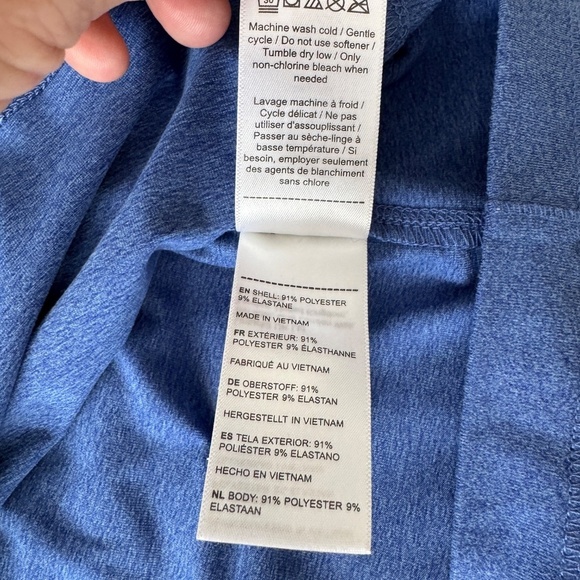 30
Machine wash cold / Gentle
cycle / Do not use softener /
Tumble dry low / Only
non-chlorine bleach when
needed
Lavage machine à froid /
Cycle délicat / Ne pas
utiliser d'assouplissant /
Passer au sèche-linge à
basse température / Si
besoin, employer seulement
des agents de blanchiment
sans chlore
EN SHELL: 91% POLYESTER
9% ELASTANE
MADE IN VIETNAM
FR EXTÉRIEUR: 91%
POLYESTER 9% ÉLASTHANNE
FABRIQUÉ AU VIETNAM
DE OBERSTOFF: 91%
POLYESTER 9% ELASTAN
HERGESTELLT IN VIETNAM
ES TELA EXTERIOR: 91%
POLIÉSTER 9% ELASTANO
HECHO EN VIETNAM
NL BODY: 91% POLYESTER 9%
ELASTAAN